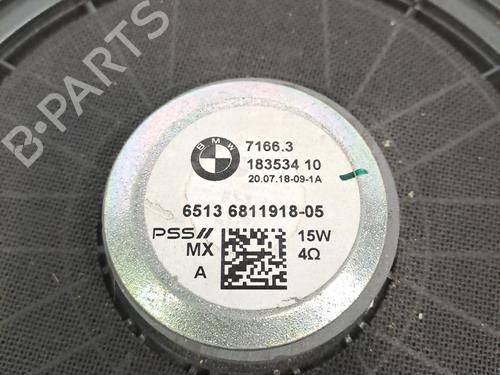 B-PARTS
BMW
7166.3
183534 10
20.07.18-09-1A
6513 6811918-05
PSS// 15W
MX 4Ω
A